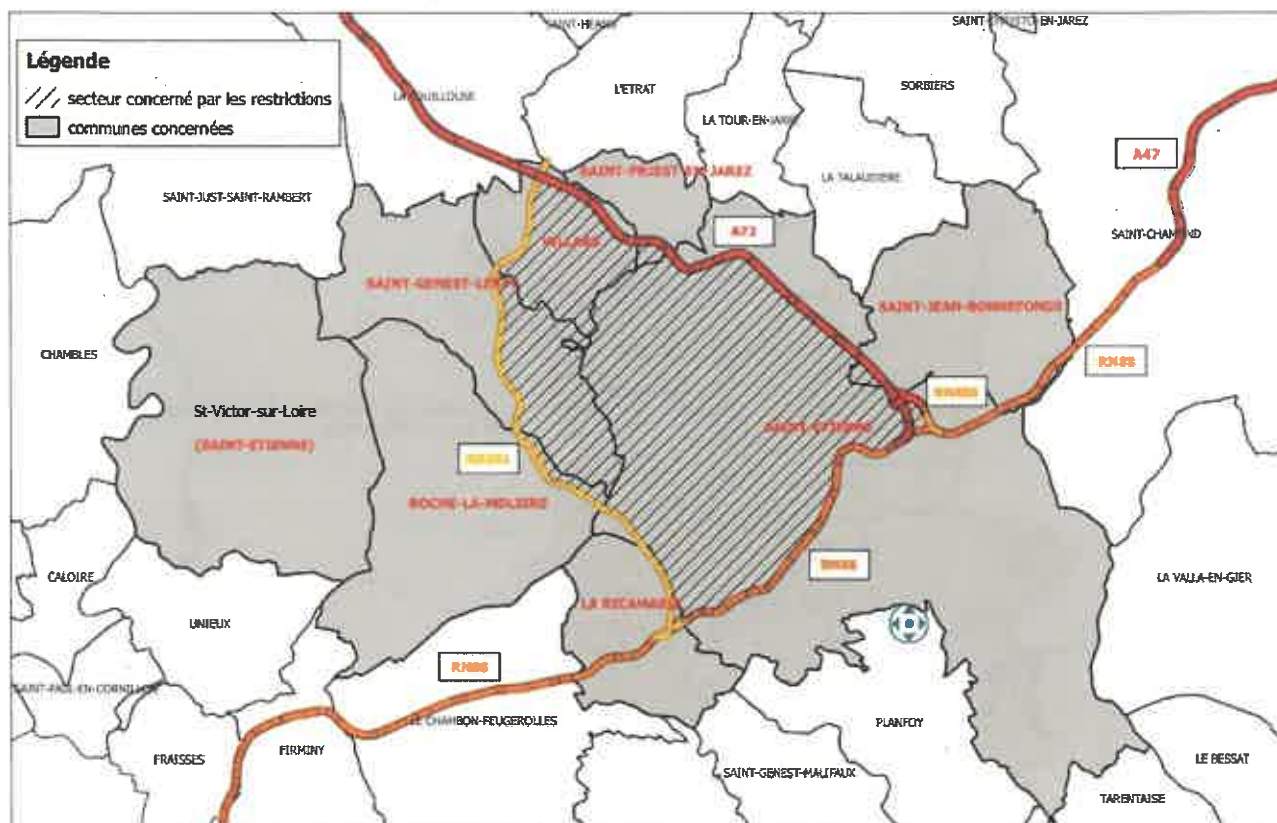 SAINT-HEAND
SAINT-CHRISTO-EN-JAREZ
Légende
secteur concerné par les restrictions
communes concernées
L'ETRAT
SORBIERS
LA FOUILLOUSE
LA TOUR-EN-JAREZ
A47
SAINT-PRIEST-EN-JAREZ
LA TALAUDIERE
SAINT-JUST-SAINT-RAMBERT
A72
SAINT-CHAMOND
VILLARS
SAINT-GENEST-LERPT
SAINT-JEAN-BONNEFONDS
CHAMBLES
RN88
St-Victor-sur-Loire
SAINT-ETIENNE
(SAINT-ETIENNE)
ROCHE-LA-MOLIERE
RN88
CALOIRE
LA VALLA-EN-GIER
LA RICAMARIE
UNIEUX
RN88
SAINT-PAUL-EN-CORNILLON
LE CHAMBON-FEUGEROLLES
PLANFOY
FIRMINY
FRAISSES
LE BESSAT
SAINT-GENEST-MALIFAUX
TARENTAISE